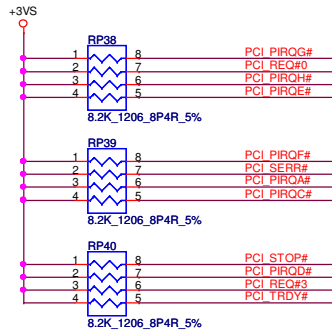 +3VS
RP38
1 8 PCI_PIRQG#
2 7 PCI_REQ#0
3 6 PCI_PIRQH#
4 5 PCI_PIRQE#
8.2K_1206_8P4R_5%
RP39
1 8 PCI_PIRQF#
2 7 PCI_SERR#
3 6 PCI_PIRQA#
4 5 PCI_PIRQC#
8.2K_1206_8P4R_5%
RP40
1 8 PCI_STOP#
2 7 PCI_PIRQD#
3 6 PCI_REQ#3
4 5 PCI_TRDY#
8.2K_1206_8P4R_5%